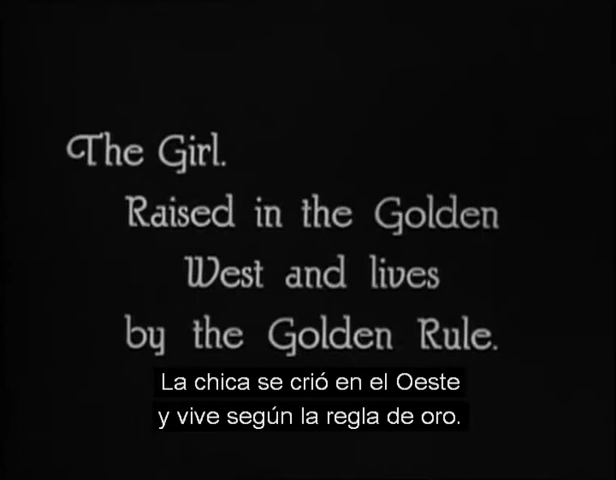 The Girl.
Raised in the Golden
West and lives
by the Golden Rule.
La chica se crió en el Oeste
y vive según la regla de oro.